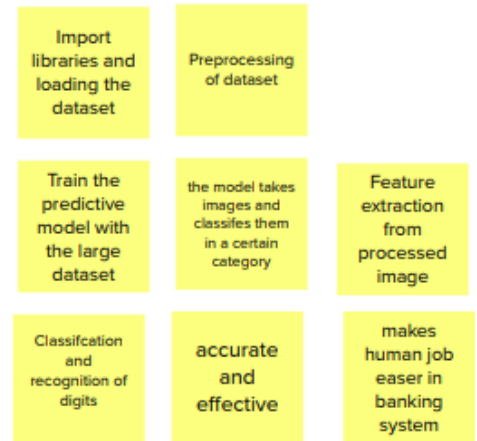 Import
libraries and
loading the
dataset
Preprocessing
of dataset
Train the
predictive
model with
the large
dataset
the model takes
images and
classifes them
in a certain
category
Feature
extraction
from
processed
image
Classifcation
and
recognition of
digits
accurate
and
effective
makes
human job
easer in
banking
system